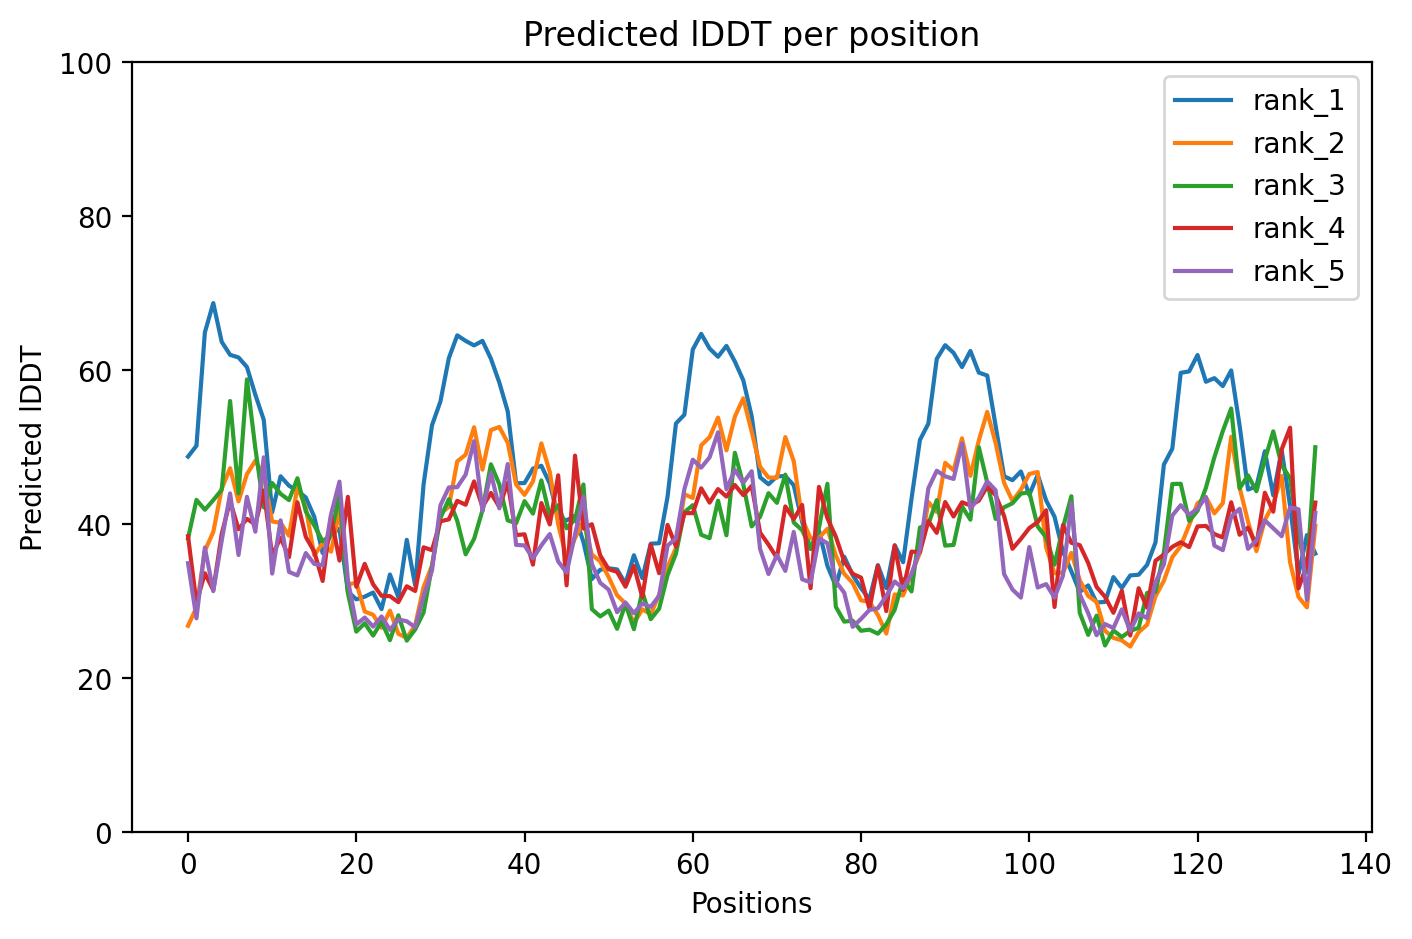 Predicted lDDT per position
100
80
60
40
20
0
Predicted lDDT
0 20 40 60 80 100 120 140
Positions
rank_1
rank_2
rank_3
rank_4
rank_5